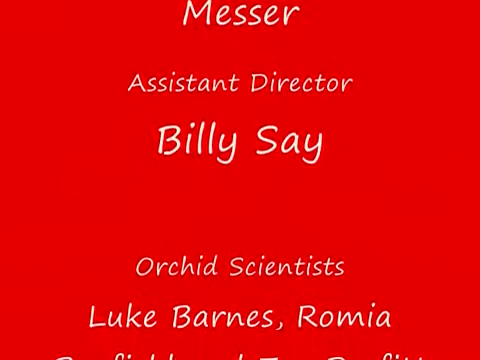 Messer
Assistant Director
Billy Say
Orchid Scientists
Luke Barnes, Romia